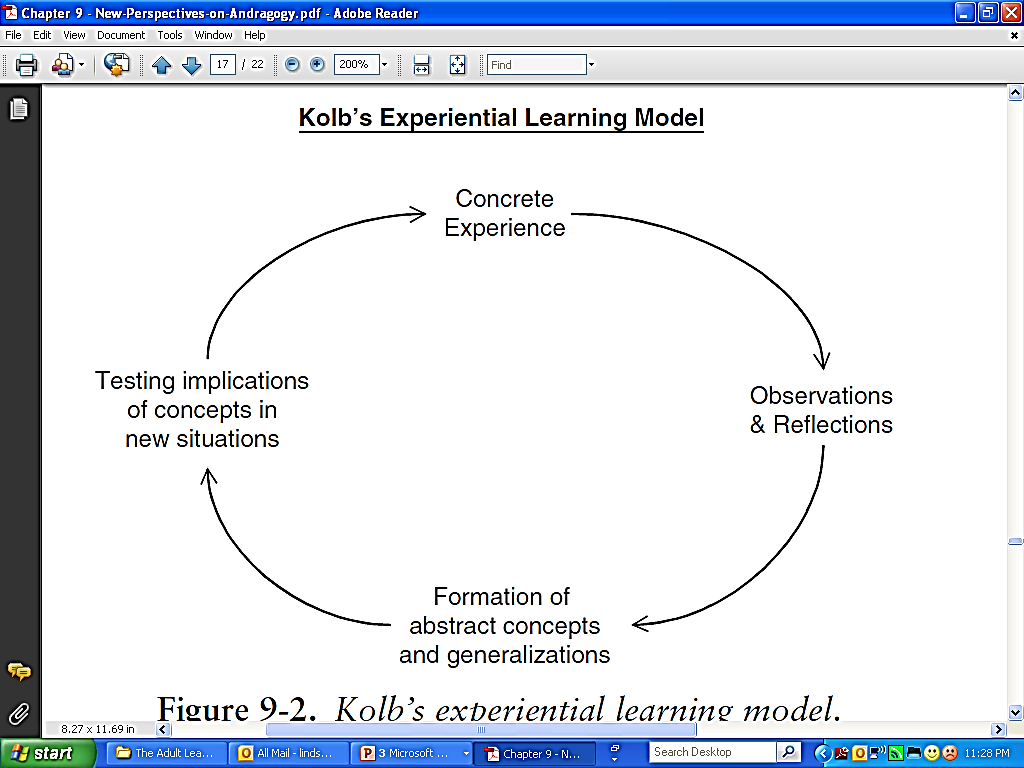 Chapter 9 - New-Perspectives-on-Andragogy.pdf - Adobe Reader
File Edit View Document Tools Window Help
17 / 22 200% Find
Kolb's Experiential Learning Model
Concrete
Experience
Observations
& Reflections
Formation of
abstract concepts
and generalizations
Testing implications
of concepts in
new situations
Figure 9-2. Kolb's experiential learning model.
8.27 x 11.69 in
start The Adult Lea... All Mail - linds... 3 Microsoft ... Chapter 9 - N... Search Desktop 11:28 PM